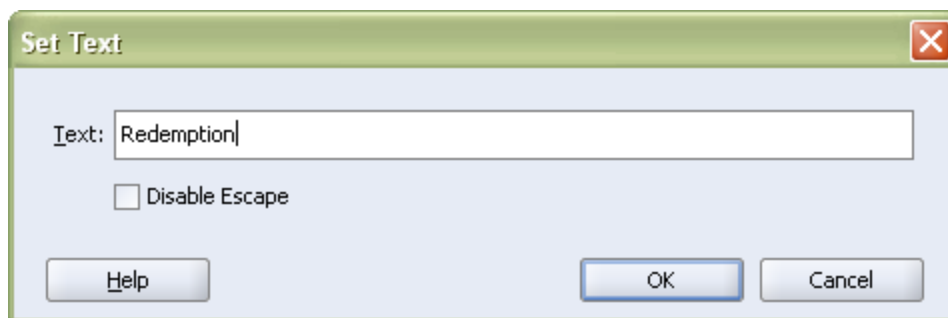 Set Text
Text: Redemption
Disable Escape
Help OK Cancel